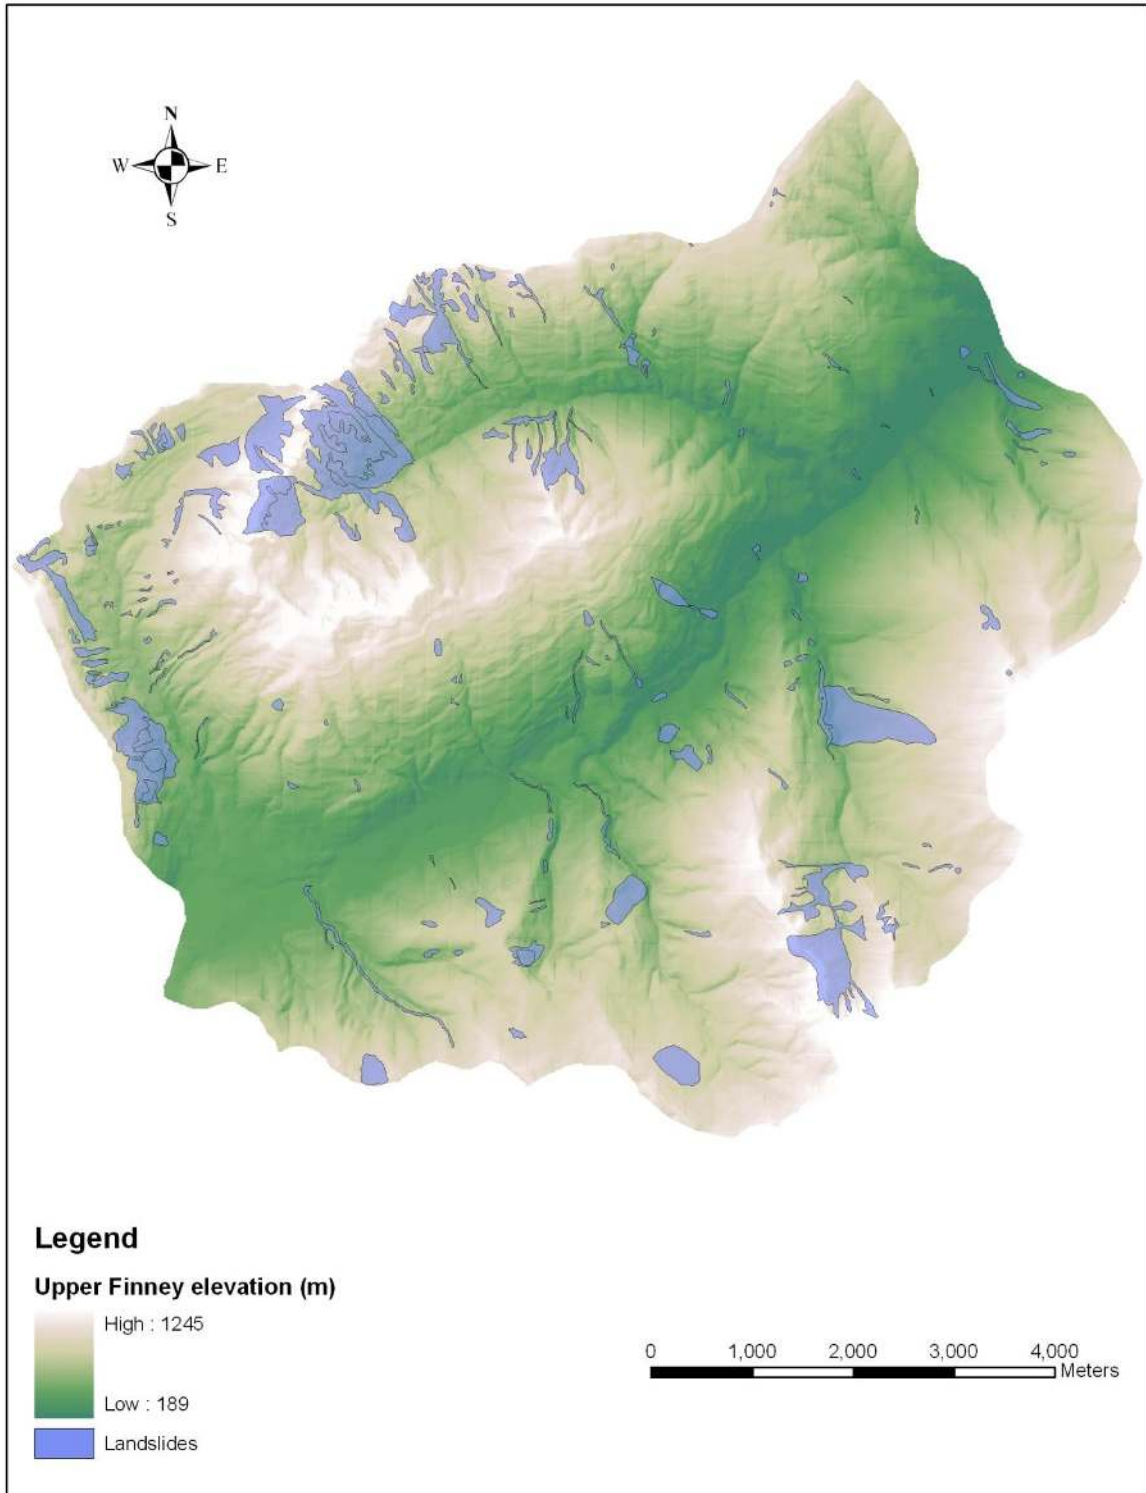 N
W E
S
Legend
Upper Finney elevation (m)
High : 1245
Low : 189
Landslides
0 1,000 2,000 3,000 4,000
Meters